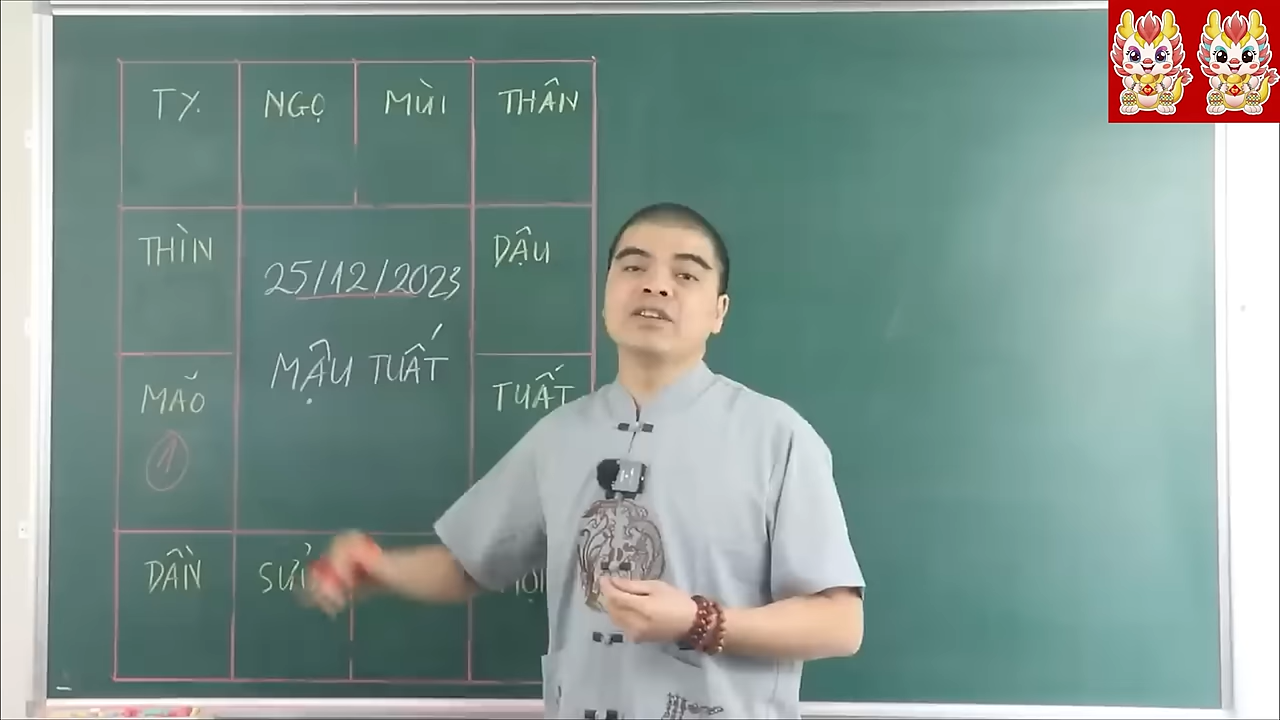 TỴ NGỌ MÙI THÂN
THÌN DẬU
25/12/2023
MẬU TUẤT
MÃO TUẤT
1
DẦN